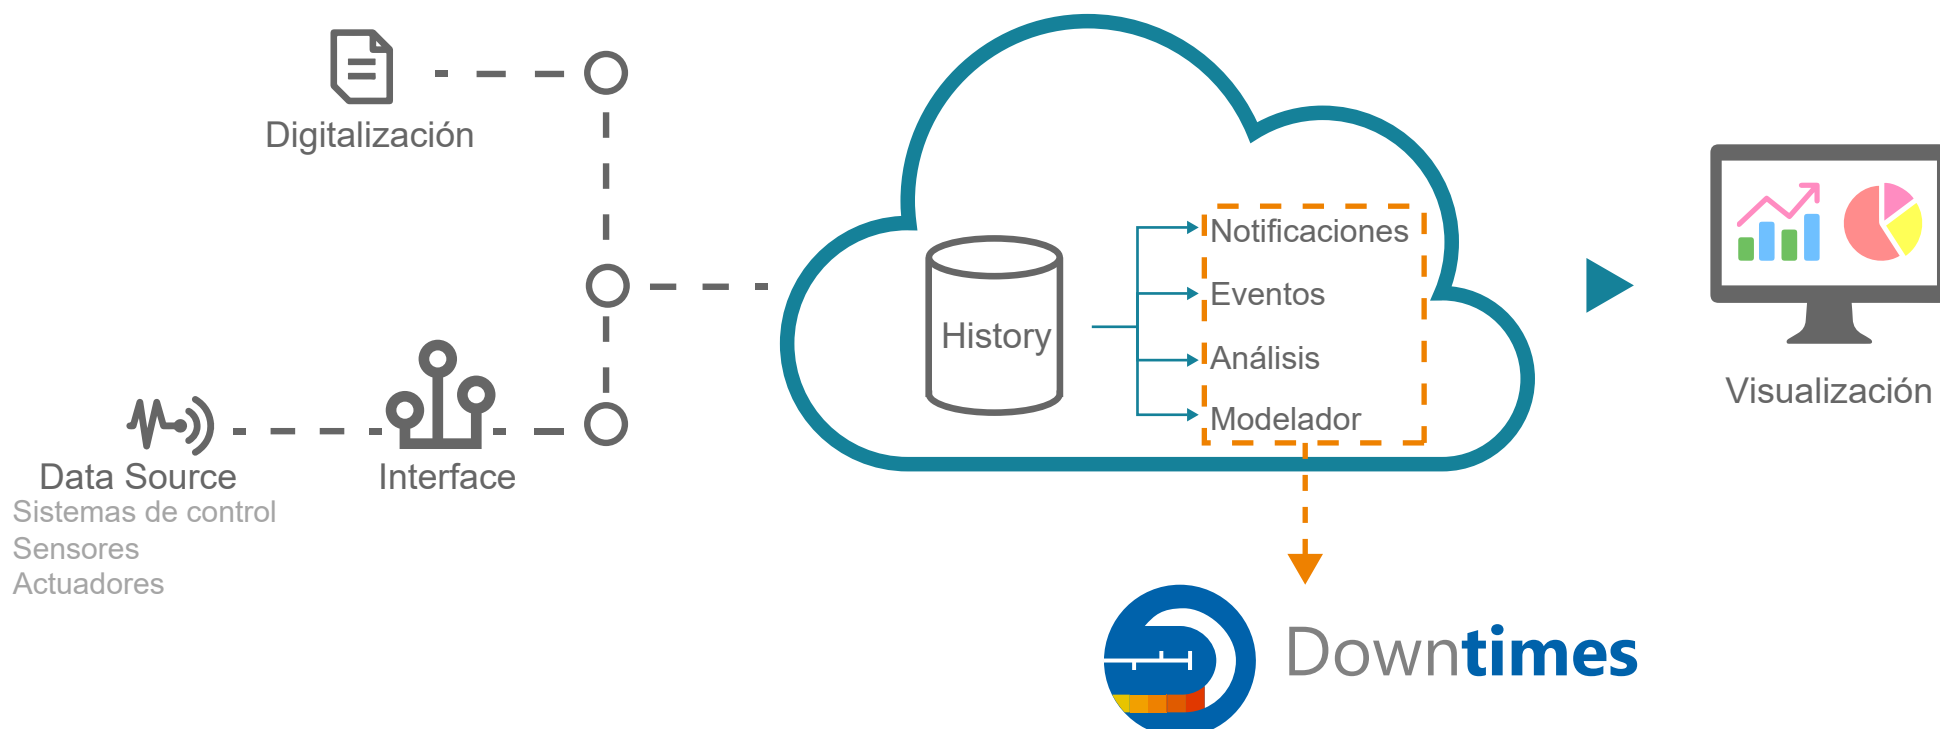 Digitalización
Data Source
Sistemas de control
Sensores
Actuadores
Interface
History
Notificaciones
Eventos
Análisis
Modelador
Visualización
Downtimes